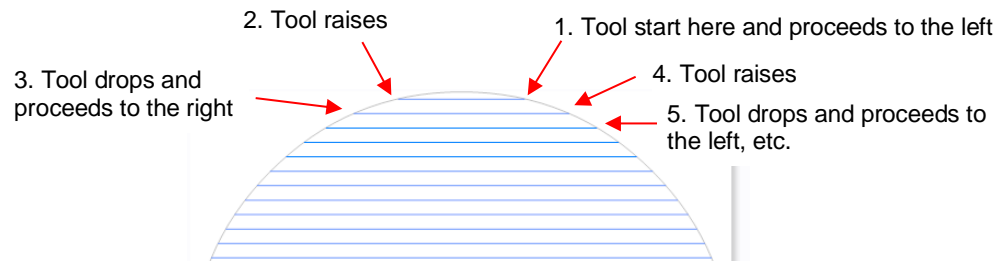 2. Tool raises
1. Tool start here and proceeds to the left
3. Tool drops and
proceeds to the right
4. Tool raises
5. Tool drops and proceeds to
the left, etc.